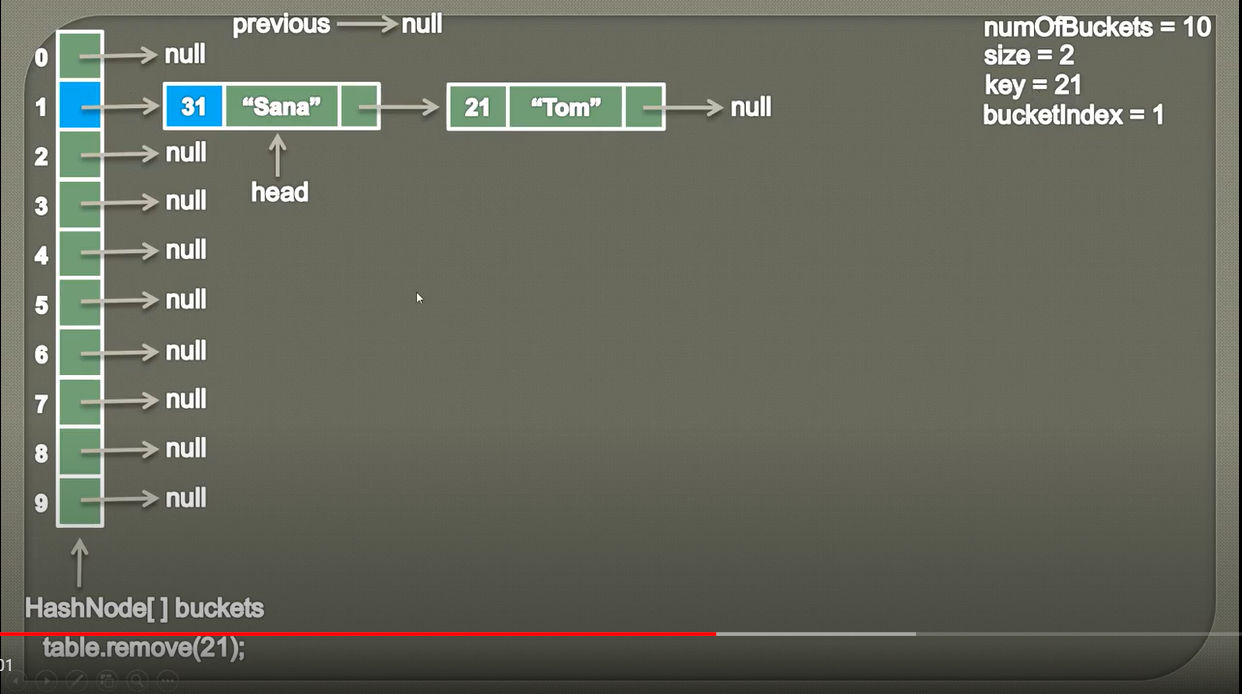 previous null
numOfBuckets = 10
size = 2
key = 21
bucketIndex = 1
0 null
1 31 “Sana” 21 “Tom” null
head
2 null
3 null
4 null
5 null
6 null
7 null
8 null
9 null
HashNode[ ] buckets
table.remove(21);
01